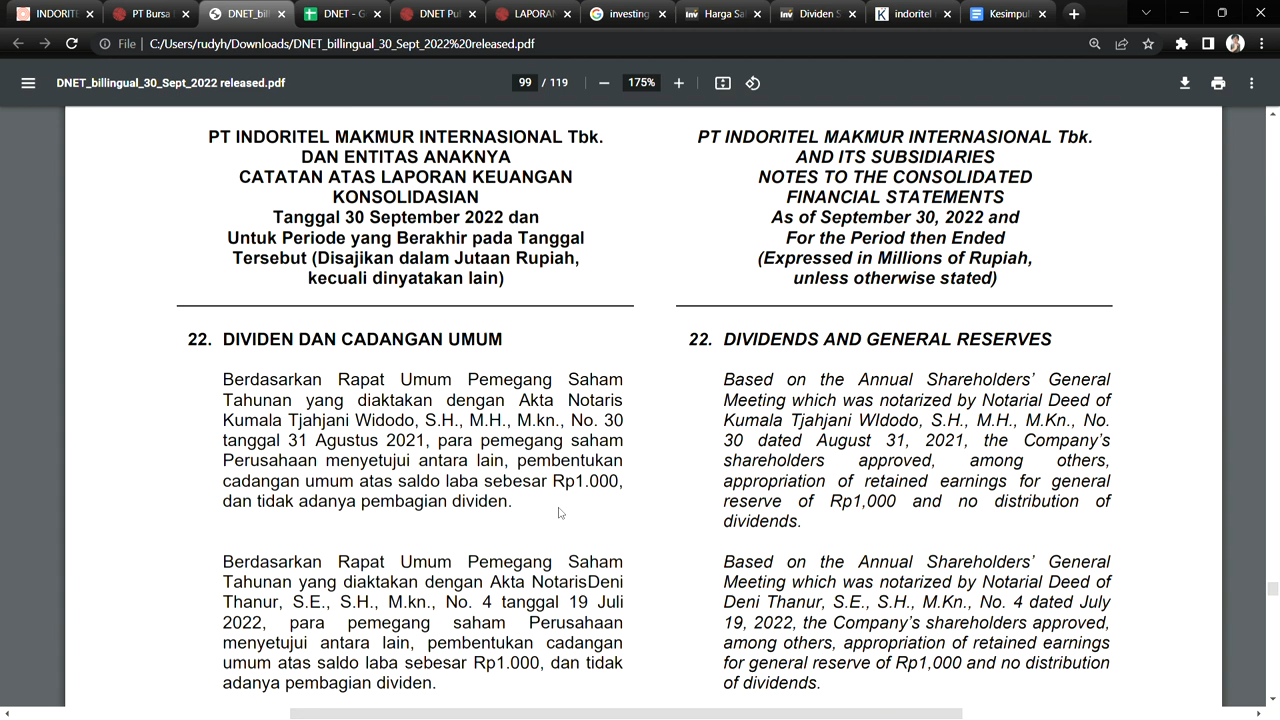 INDORITEL
PT Bursa
DNET_bil
DNET - G
DNET Pul
LAPORAN
investing
Harga Sa
Dividen S
indoritel
Kesimpul
File
C:/Users/rudyh/Downloads/DNET_billingual_30_Sept_2022%20released.pdf
DNET_billingual_30_Sept_2022 released.pdf
99 / 119
175%
PT INDORITEL MAKMUR INTERNASIONAL Tbk.
DAN ENTITAS ANAKNYA
CATATAN ATAS LAPORAN KEUANGAN
KONSOLIDASIAN
Tanggal 30 September 2022 dan
Untuk Periode yang Berakhir pada Tanggal
Tersebut (Disajikan dalam Jutaan Rupiah,
kecuali dinyatakan lain)
PT INDORITEL MAKMUR INTERNASIONAL Tbk.
AND ITS SUBSIDIARIES
NOTES TO THE CONSOLIDATED
FINANCIAL STATEMENTS
As of September 30, 2022 and
For the Period then Ended
(Expressed in Millions of Rupiah,
unless otherwise stated)
22. DIVIDEN DAN CADANGAN UMUM
Berdasarkan Rapat Umum Pemegang Saham
Tahunan yang diaktakan dengan Akta Notaris
Kumala Tjahjani Widodo, S.H., M.H., M.kn., No. 30
tanggal 31 Agustus 2021, para pemegang saham
Perusahaan menyetujui antara lain, pembentukan
cadangan umum atas saldo laba sebesar Rp1.000,
dan tidak adanya pembagian dividen.
Berdasarkan Rapat Umum Pemegang Saham
Tahunan yang diaktakan dengan Akta NotarisDeni
Thanur, S.E., S.H., M.kn., No. 4 tanggal 19 Juli
2022, para pemegang saham Perusahaan
menyetujui antara lain, pembentukan cadangan
umum atas saldo laba sebesar Rp1.000, dan tidak
adanya pembagian dividen.
22. DIVIDENDS AND GENERAL RESERVES
Based on the Annual Shareholders' General
Meeting which was notarized by Notarial Deed of
Kumala Tjahjani WIdodo, S.H., M.H., M.Kn., No.
30 dated August 31, 2021, the Company's
shareholders approved, among others,
appropriation of retained earnings for general
reserve of Rp1,000 and no distribution of
dividends.
Based on the Annual Shareholders' General
Meeting which was notarized by Notarial Deed of
Deni Thanur, S.E., S.H., M.Kn., No. 4 dated July
19, 2022, the Company's shareholders approved,
among others, appropriation of retained earnings
for general reserve of Rp1,000 and no distribution
of dividends.